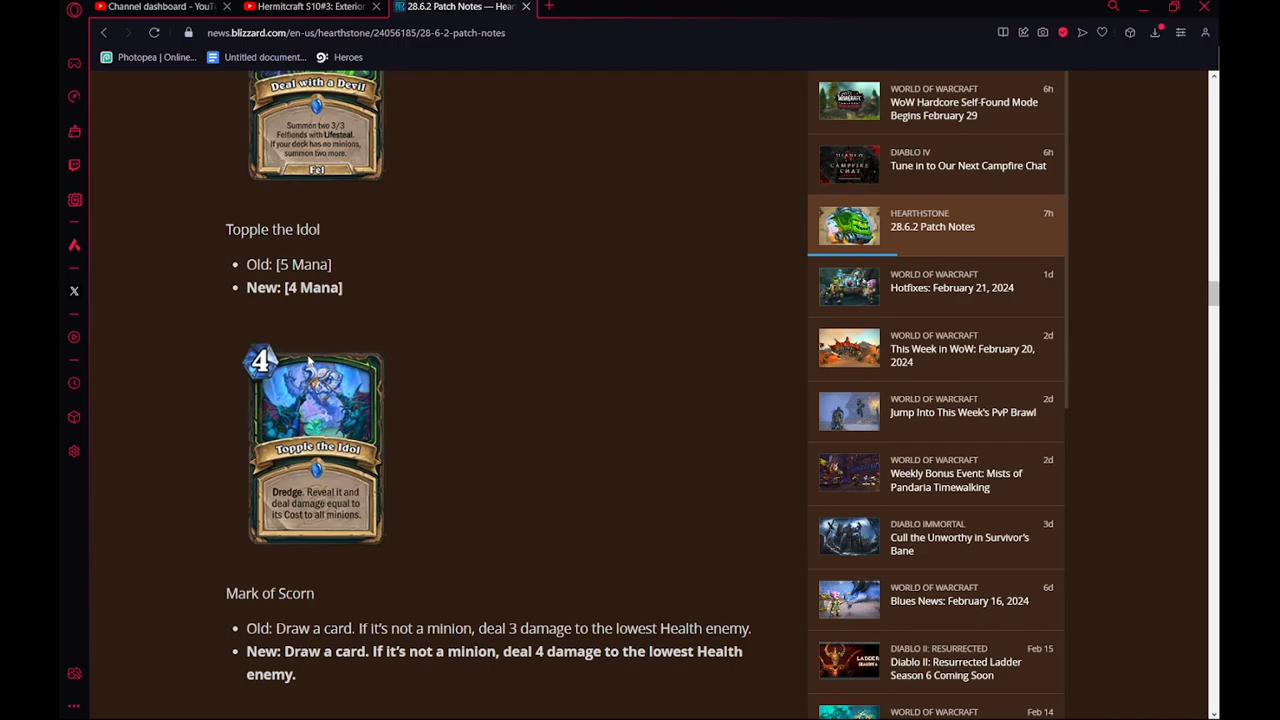 Channel dashboard - YouTu
Hermitcraft S10#3: Exterior
28.6.2 Patch Notes — Hear
news.blizzard.com/en-us/hearthstone/24056185/28-6-2-patch-notes
Photopea | Online...
Untitled document...
Heroes
Deal with a Devil
Summon two 3/3
Felfiends with Lifesteal.
If your deck has no minions,
summon two more.
Fel
Topple the Idol
• Old: [5 Mana]
• New: [4 Mana]
4
Topple the Idol
Dredge. Reveal it and
deal damage equal to
its Cost to all minions.
Mark of Scorn
• Old: Draw a card. If it's not a minion, deal 3 damage to the lowest Health enemy.
• New: Draw a card. If it's not a minion, deal 4 damage to the lowest Health
enemy.
WORLD OF WARCRAFT 6h
WoW Hardcore Self-Found Mode
Begins February 29
DIABLO IV 6h
Tune in to Our Next Campfire Chat
HEARTHSTONE 7h
28.6.2 Patch Notes
WORLD OF WARCRAFT 1d
Hotfixes: February 21, 2024
WORLD OF WARCRAFT 2d
This Week in WoW: February 20,
2024
WORLD OF WARCRAFT 2d
Jump Into This Week's PvP Brawl
WORLD OF WARCRAFT 2d
Weekly Bonus Event: Mists of
Pandaria Timewalking
DIABLO IMMORTAL 3d
Cull the Unworthy in Survivor's
Bane
WORLD OF WARCRAFT 6d
Blues News: February 16, 2024
DIABLO II: RESURRECTED Feb 15
Diablo II: Resurrected Ladder
Season 6 Coming Soon
WORLD OF WARCRAFT Feb 14